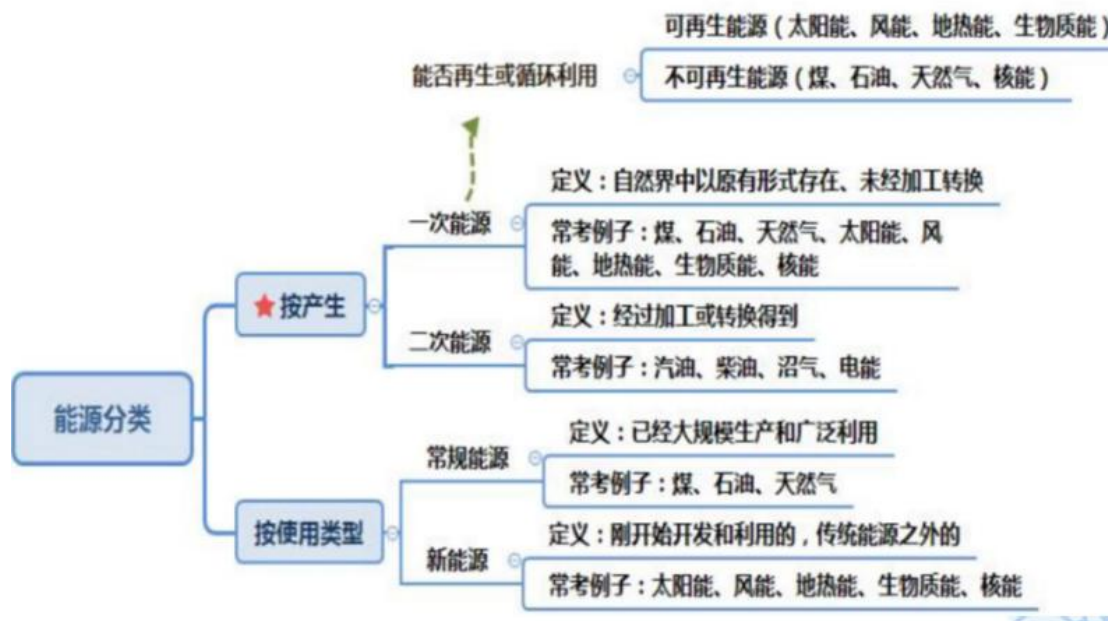 可再生能源（太阳能、风能、地热能、生物质能）
能否再生或循环利用
不可再生能源（煤、石油、天然气、核能）
定义：自然界中以原有形式存在、未经加工转换
一次能源
常考例子：煤、石油、天然气、太阳能、风
能、地热能、生物质能、核能
★按产生
定义：经过加工或转换得到
二次能源
常考例子：汽油、柴油、沼气、电能
能源分类
定义：已经大规模生产和广泛利用
常规能源
常考例子：煤、石油、天然气
按使用类型
定义：刚开始开发和利用的，传统能源之外的
新能源
常考例子：太阳能、风能、地热能、生物质能、核能